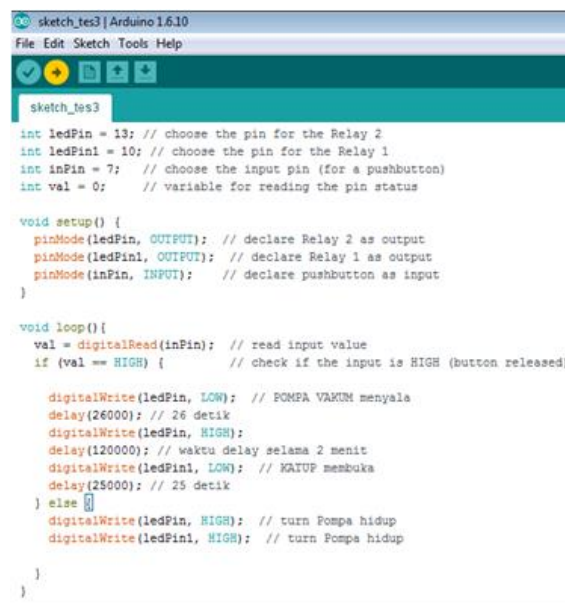 sketch_tes3 | Arduino 1.6.10
File Edit Sketch Tools Help
sketch_tes3
int ledPin = 13; // choose the pin for the Relay 2
int ledPin1 = 10; // choose the pin for the Relay 1
int inPin = 7; // choose the input pin (for a pushbutton)
int val = 0; // variable for reading the pin status
void setup() {
pinMode(ledPin, OUTPUT); // declare Relay 2 as output
pinMode(ledPin1, OUTPUT); // declare Relay 1 as output
pinMode(inPin, INPUT); // declare pushbutton as input
}
void loop(){
val = digitalRead(inPin); // read input value
if (val == HIGH) { // check if the input is HIGH (button released)
digitalWrite(ledPin, LOW); // POMPA VAKUM menyala
delay(26000); // 26 detik
digitalWrite(ledPin, HIGH);
delay(120000); // waktu delay selama 2 menit
digitalWrite(ledPin1, LOW); // KATUP membuka
delay(25000); // 25 detik
} else {
digitalWrite(ledPin, HIGH); // turn Pompa hidup
digitalWrite(ledPin1, HIGH); // turn Pompa hidup
}
}